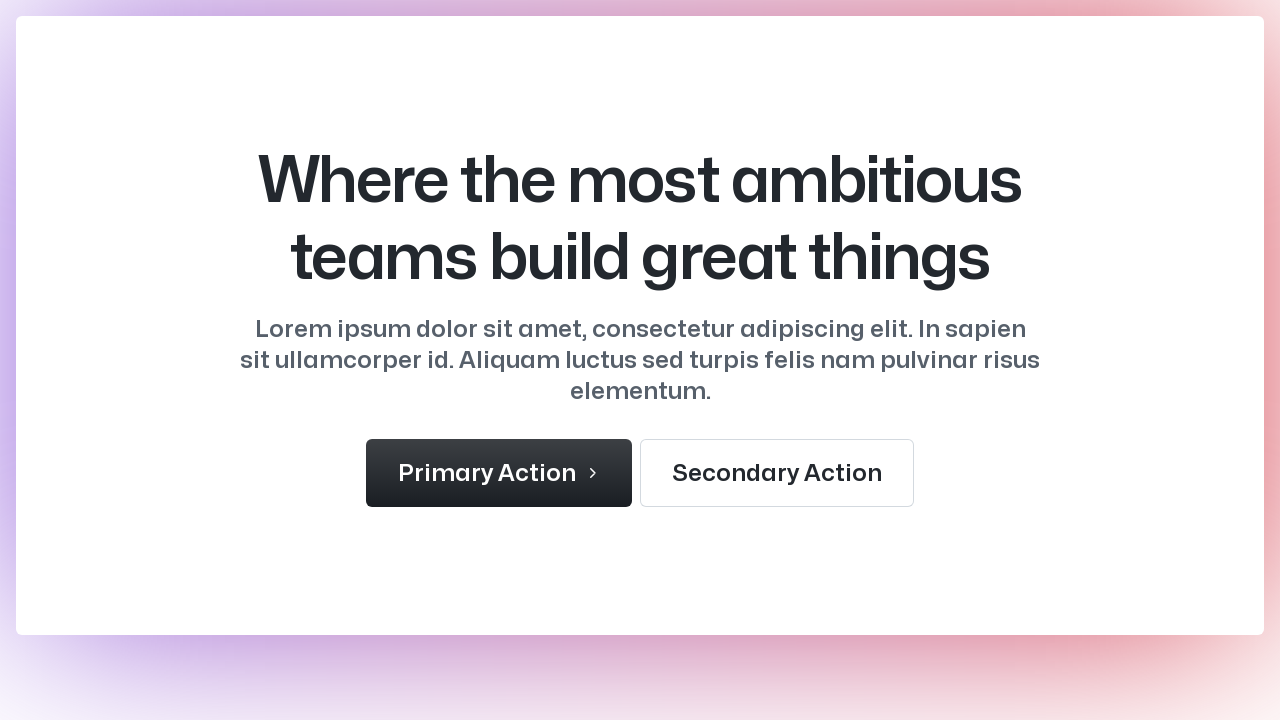 Where the most ambitious
teams build great things
Lorem ipsum dolor sit amet, consectetur adipiscing elit. In sapien
sit ullamcorper id. Aliquam luctus sed turpis felis nam pulvinar risus
elementum.
Primary Action
Secondary Action